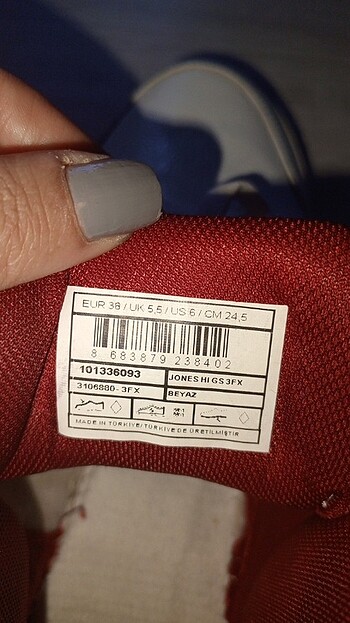 EUR 38 / UK 5,5 / US 6 / CM 24,5
8 683879 238402
101336093
JONES HI GS 3FX
3106880-3FX
BEYAZ
MADE IN TÜRKİYE/TÜRKİYE'DE ÜRETİLMİŞTİR